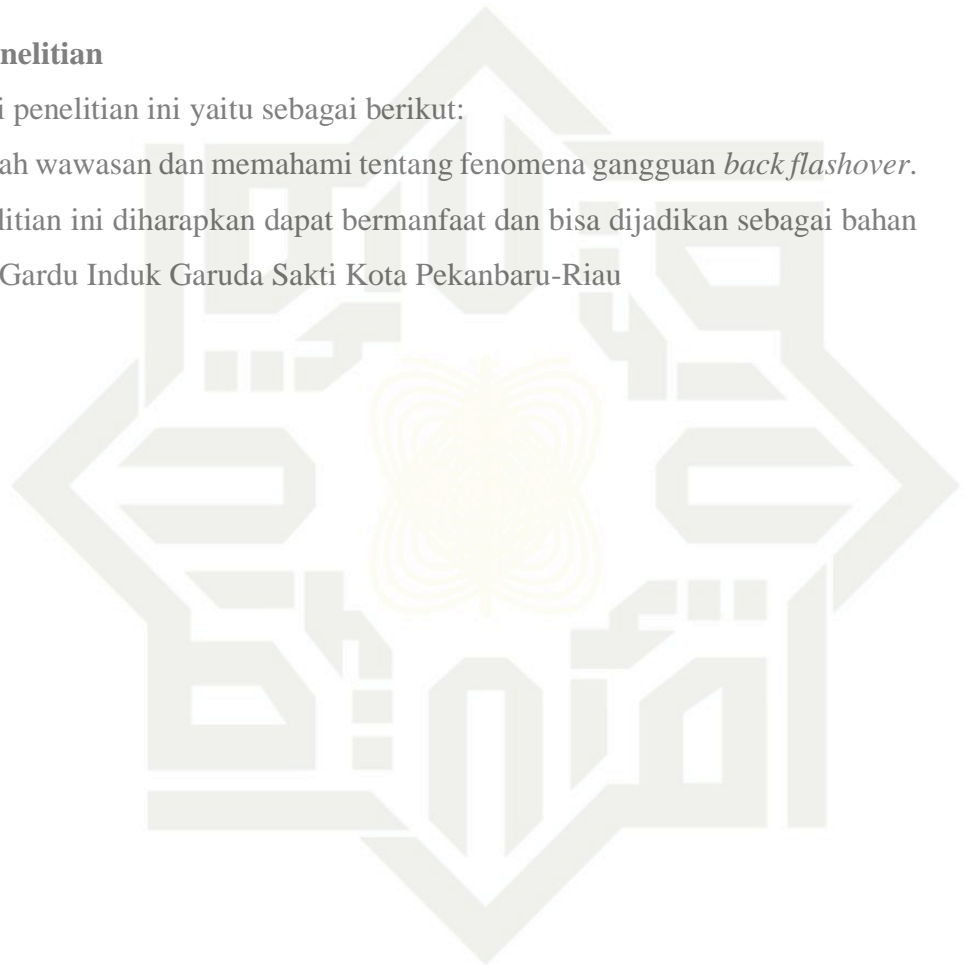 nelitian
i penelitian ini yaitu sebagai berikut:
ah wawasan dan memahami tentang fenomena gangguan back flashover.
litian ini diharapkan dapat bermanfaat dan bisa dijadikan sebagai bahan
Gardu Induk Garuda Sakti Kota Pekanbaru-Riau